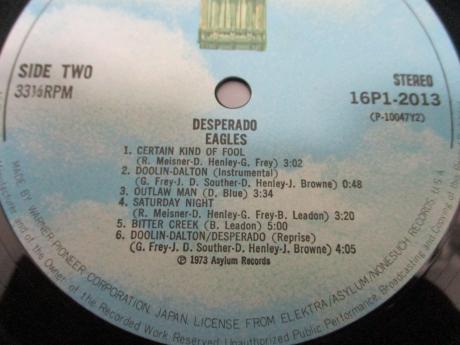 SIDE TWO
33⅓RPM
STEREO
16P1-2013
(P-10047Y2)
DESPERADO
EAGLES
1. CERTAIN KIND OF FOOL
(R. Meisner-D. Henley-G. Frey) 3:02
2. DOOLIN-DALTON (Instrumental)
(G. Frey-J. D. Souther-D. Henley-J. Browne) 0:48
3. OUTLAW MAN (D. Blue) 3:34
4. SATURDAY NIGHT
(R. Meisner-D. Henley-G. Frey-B. Leadon) 3:20
5. BITTER CREEK (B. Leadon) 5:00
6. DOOLIN-DALTON/DESPERADO (Reprise)
(G. Frey-J. D. Souther-D. Henley-J. Browne) 4:05
℗ 1973 Asylum Records
MADE BY WARNER-PIONEER CORPORATION, JAPAN. LICENSE FROM ELEKTRA/ASYLUM/NONESUCH RECORDS, U.S.A.
of the Owner of the Recorded Work Reserved Unauthorized Public Performance, Broadcasting and Copying of